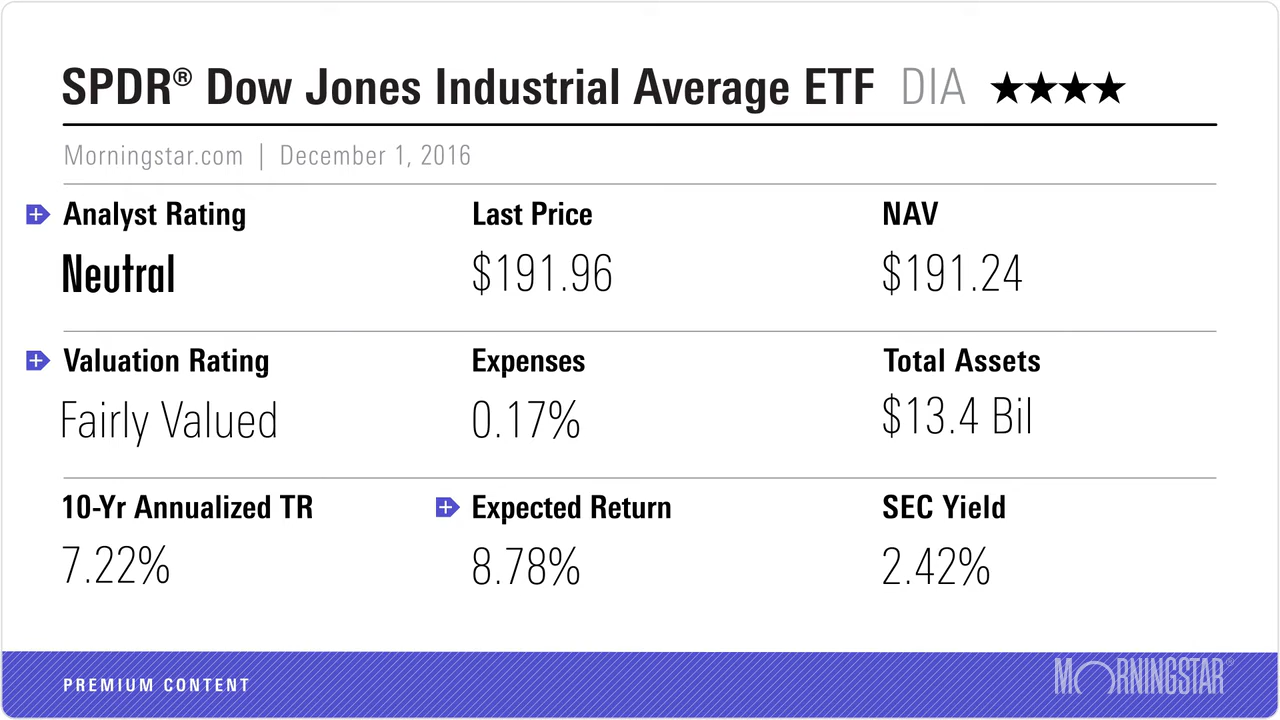 SPDR® Dow Jones Industrial Average ETF DIA ★★★★
Morningstar.com | December 1, 2016
Analyst Rating Last Price NAV
Neutral $191.96 $191.24
Valuation Rating Expenses Total Assets
Fairly Valued 0.17% $13.4 Bil
10-Yr Annualized TR Expected Return SEC Yield
7.22% 8.78% 2.42%
PREMIUM CONTENT MORNINGSTAR®